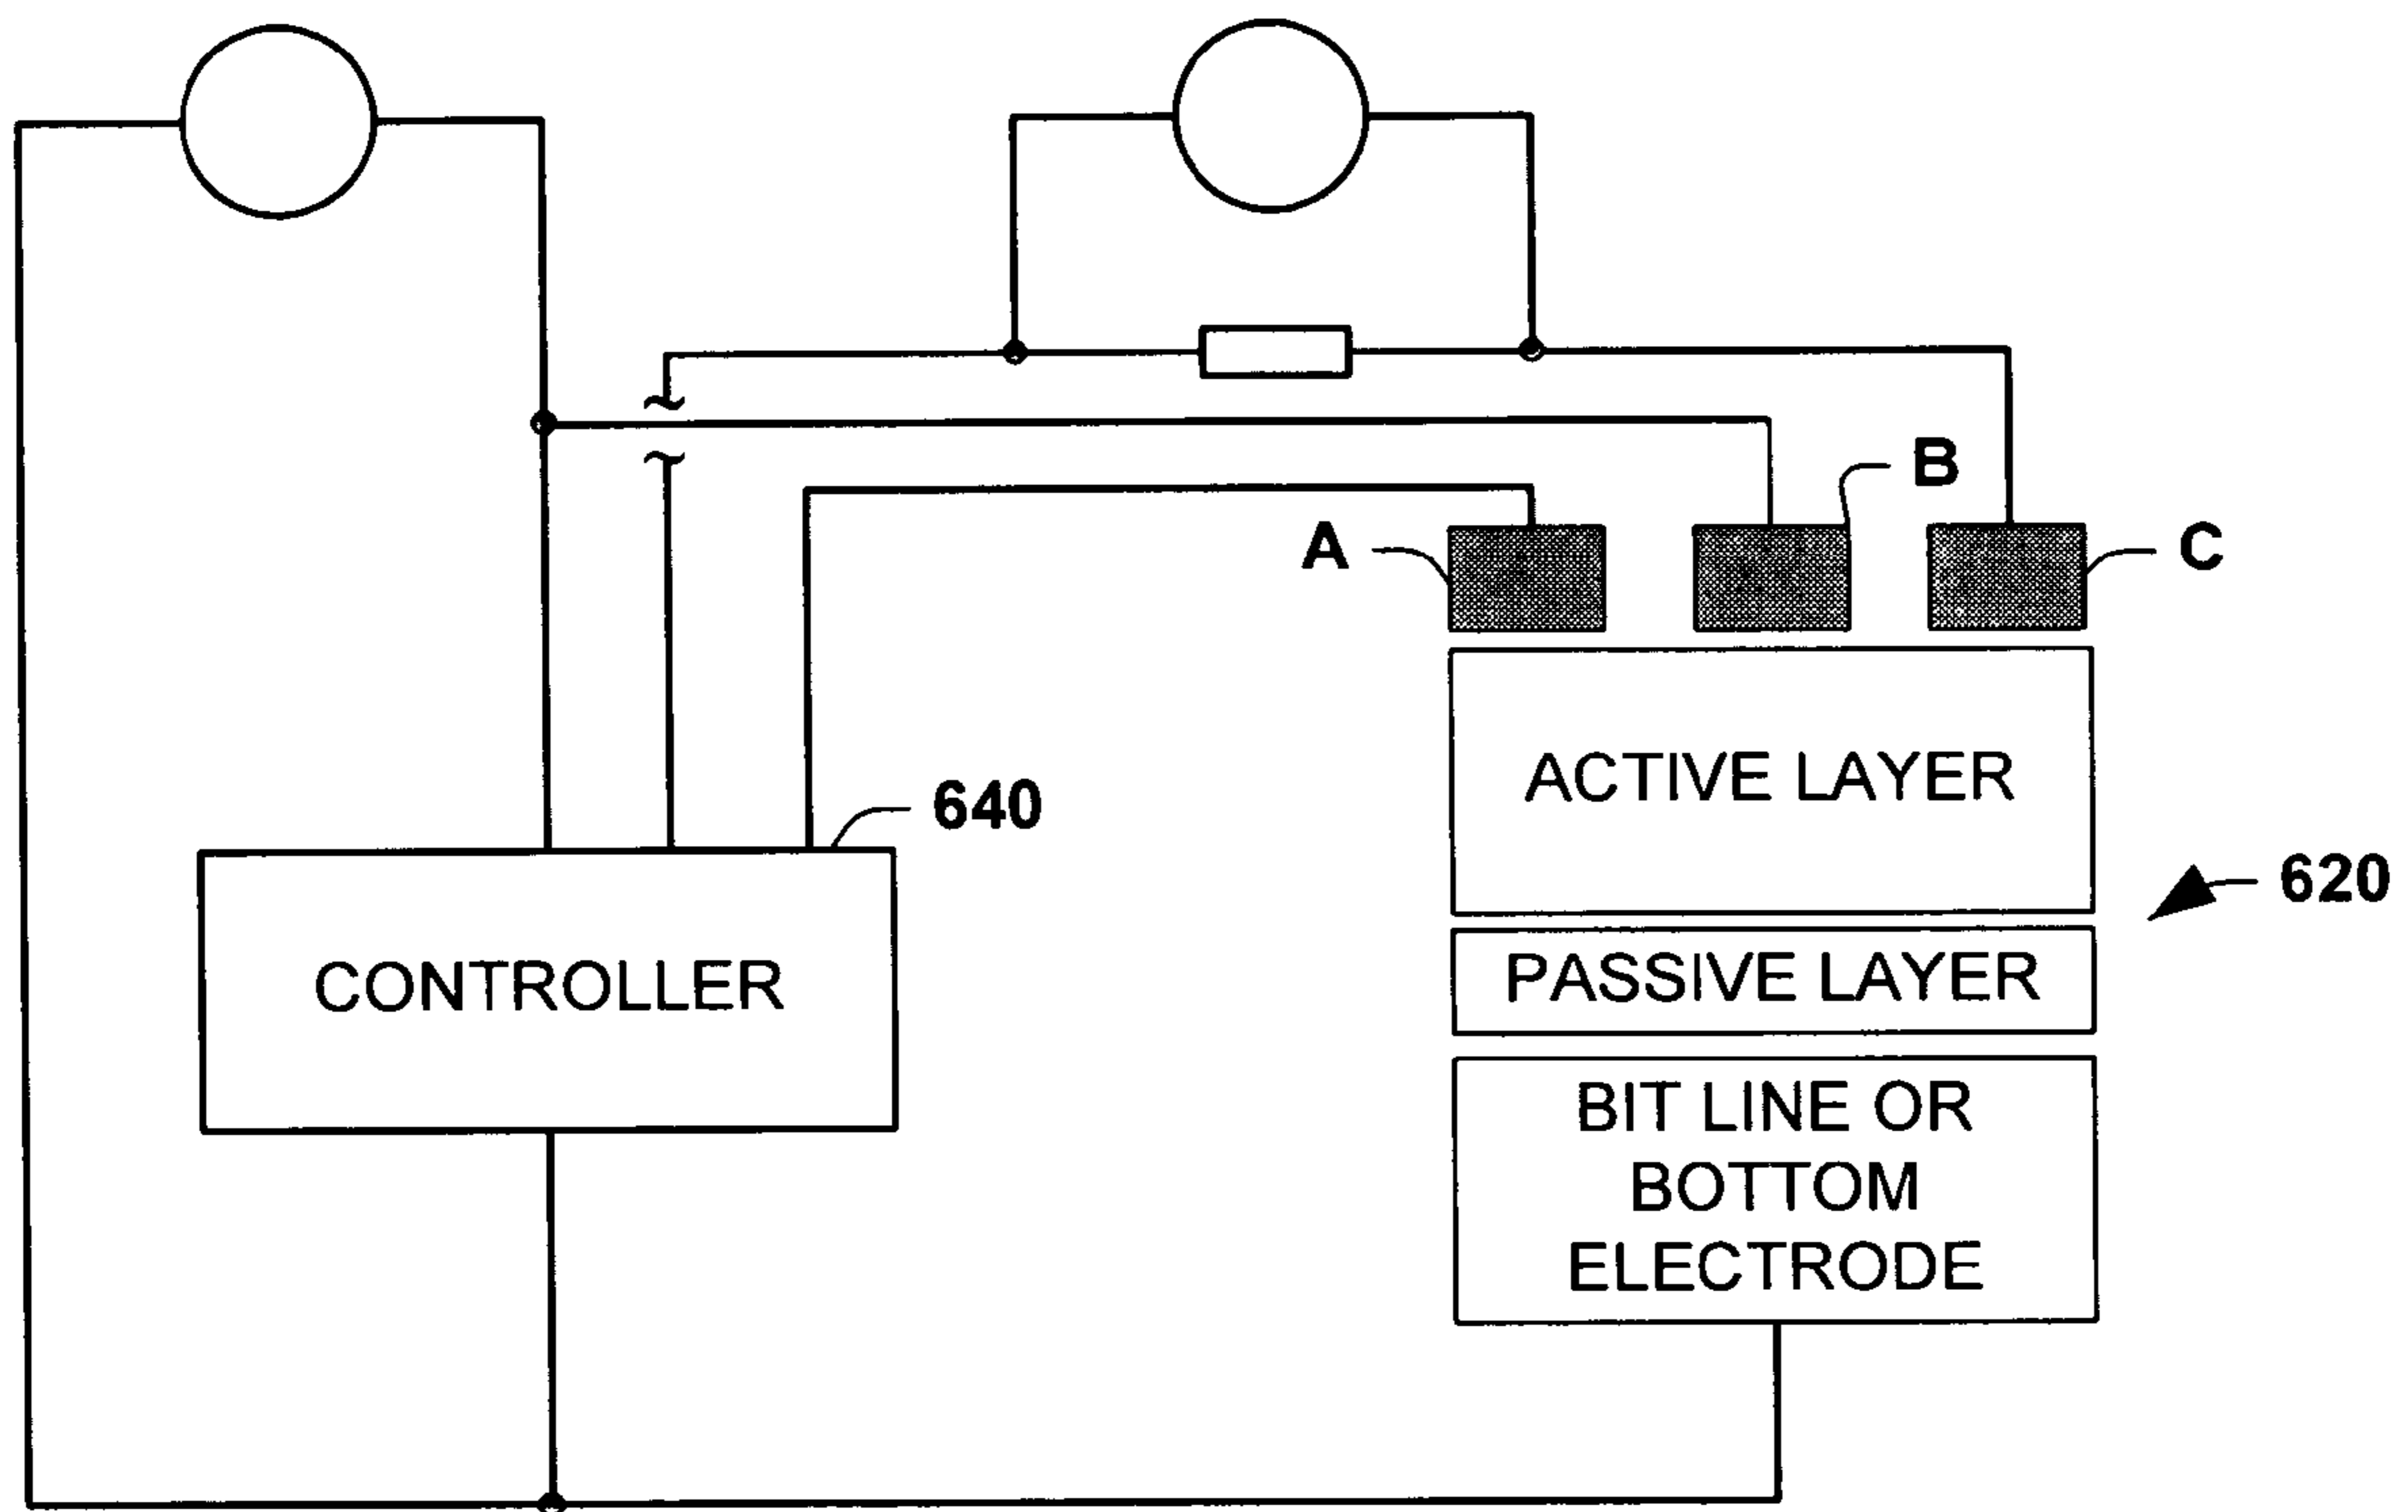 B
A
C
ACTIVE LAYER
640
620
CONTROLLER
PASSIVE LAYER
BIT LINE OR
BOTTOM
ELECTRODE